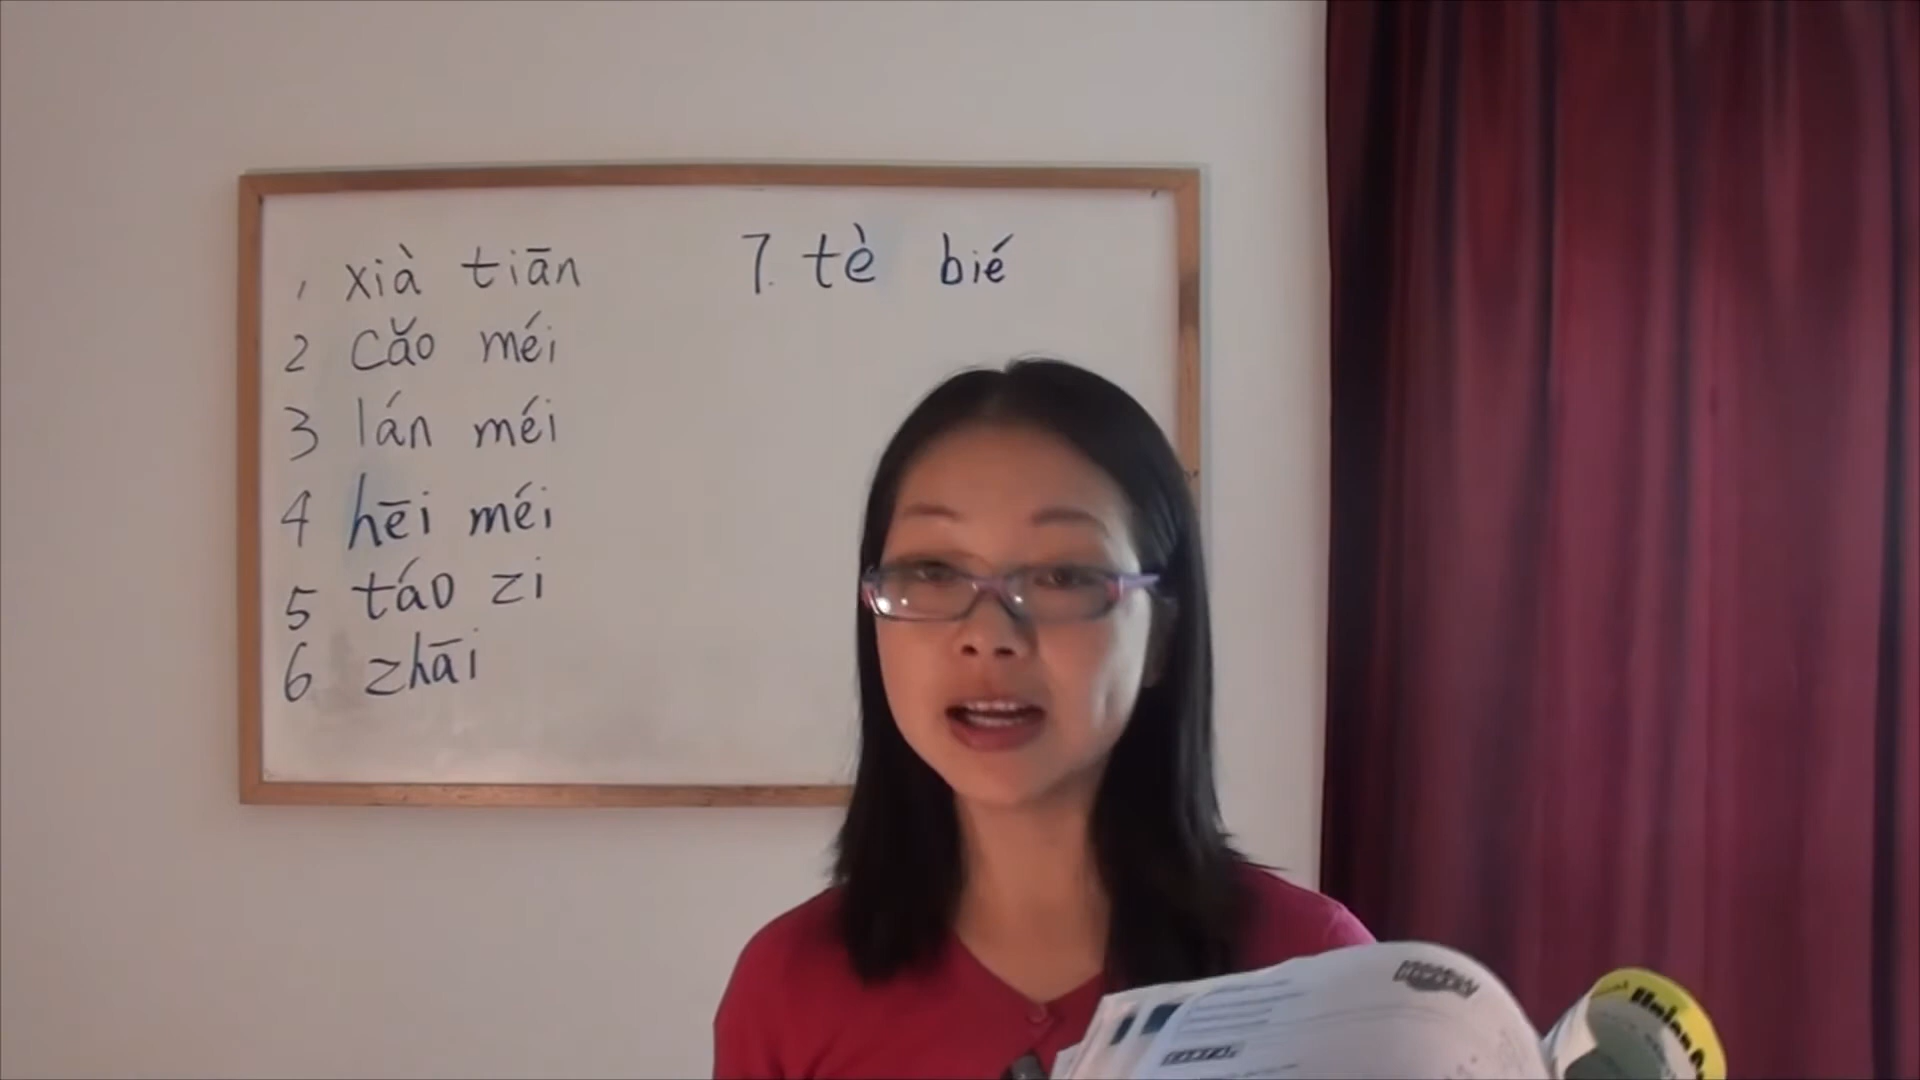 1 xià tiān
2 cǎo méi
3 lán méi
4 hēi méi
5 táo zi
6 zhāi
7. tè bié